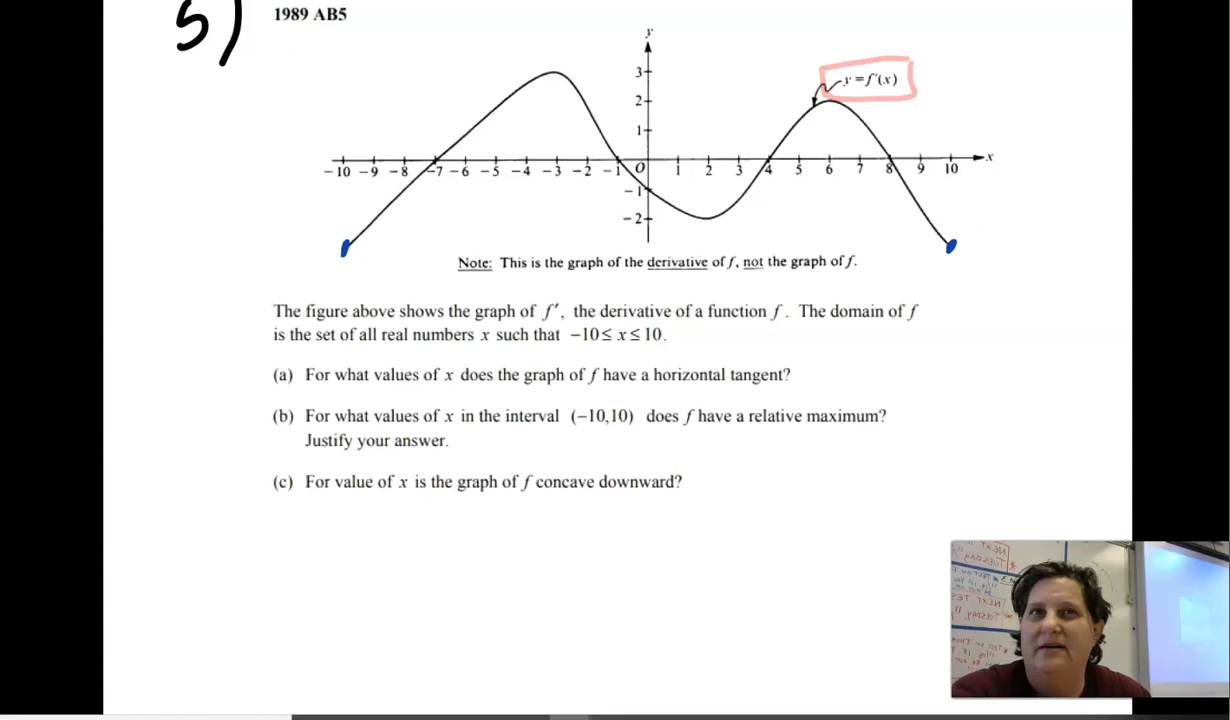 5)
1989 AB5
y
3
2
1
y = f'(x)
-10 -9 -8 -7 -6 -5 -4 -3 -2 -1 O 1 2 3 4 5 6 7 8 9 10 x
-1
-2
Note: This is the graph of the derivative of f, not the graph of f.
The figure above shows the graph of f′, the derivative of a function f. The domain of f
is the set of all real numbers x such that −10 ≤ x ≤ 10.
(a) For what values of x does the graph of f have a horizontal tangent?
(b) For what values of x in the interval (−10,10) does f have a relative maximum?
Justify your answer.
(c) For value of x is the graph of f concave downward?
NEXT
TUESDAY
NEXT TES
TUESDAY